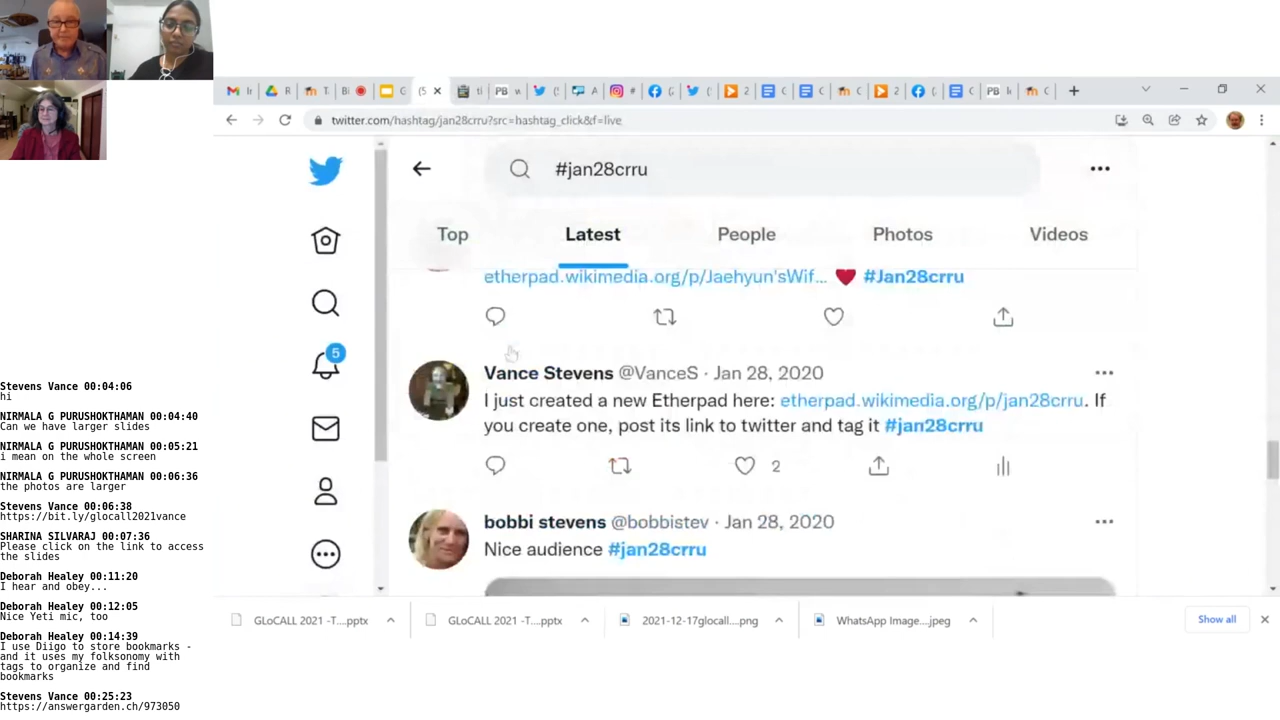 Ir
R
T
Bi
G
(5
ti
PB
w
(!
A
#
G
(
2
G
G
G
2
G
G
PB
k
G
twitter.com/hashtag/jan28crru?src=hashtag_click&f=live
#jan28crru
Top Latest People Photos Videos
etherpad.wikimedia.org/p/Jaehyun'sWif... #Jan28crru
5
Vance Stevens @VanceS · Jan 28, 2020
I just created a new Etherpad here: etherpad.wikimedia.org/p/jan28crru. If
you create one, post its link to twitter and tag it #jan28crru
2
bobbi stevens @bobbistev · Jan 28, 2020
Nice audience #jan28crru
GLoCALL 2021 -T....pptx
GLoCALL 2021 -T....pptx
2021-12-17glocall....png
WhatsApp Image....jpeg
Show all
Stevens Vance 00:04:06
hi
NIRMALA G PURUSHOKTHAMAN 00:04:40
Can we have larger slides
NIRMALA G PURUSHOKTHAMAN 00:05:21
i mean on the whole screen
NIRMALA G PURUSHOKTHAMAN 00:06:36
the photos are larger
Stevens Vance 00:06:38
https://bit.ly/glocall2021vance
SHARINA SILVARAJ 00:07:36
Please click on the link to access
the slides
Deborah Healey 00:11:20
I hear and obey...
Deborah Healey 00:12:05
Nice Yeti mic, too
Deborah Healey 00:14:39
I use Diigo to store bookmarks -
and it uses my folksonomy with
tags to organize and find
bookmarks
Stevens Vance 00:25:23
https://answergarden.ch/973050